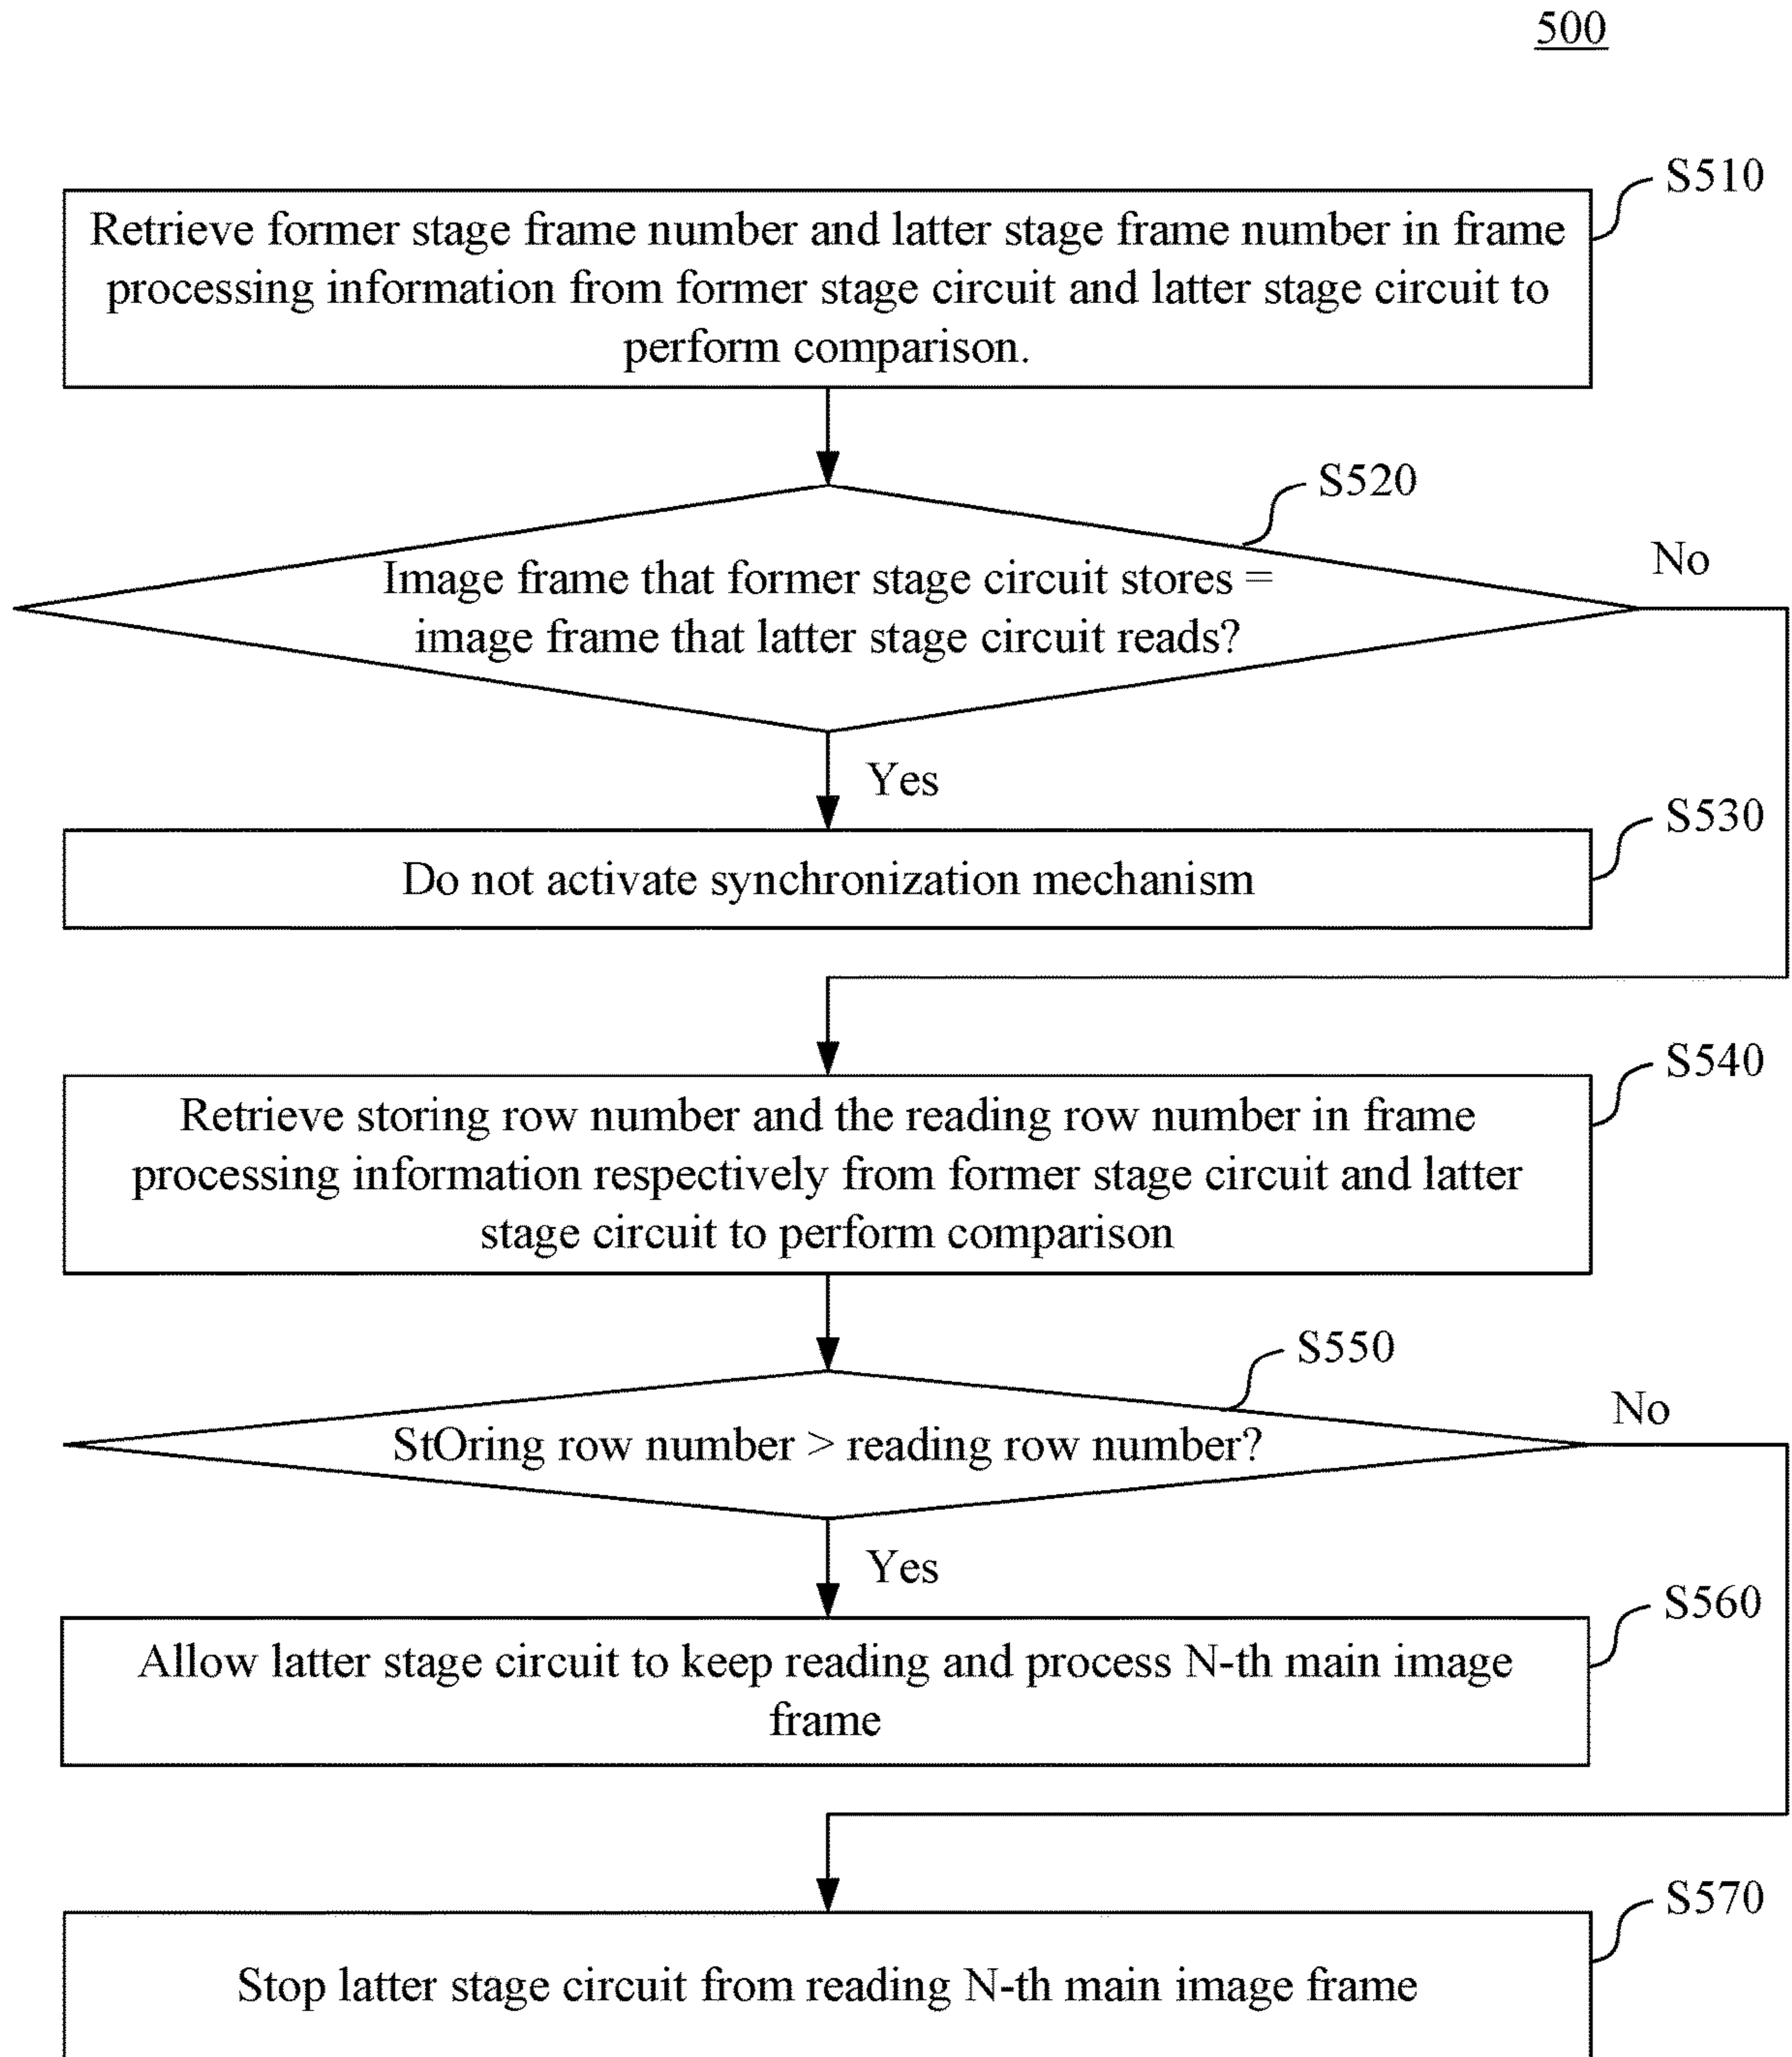 500
S510
Retrieve former stage frame number and latter stage frame number in frame
processing information from former stage circuit and latter stage circuit to
perform comparison.
S520
No
Image frame that former stage circuit stores =
image frame that latter stage circuit reads?
Yes
S530
Do not activate synchronization mechanism
S540
Retrieve storing row number and the reading row number in frame
processing information respectively from former stage circuit and latter
stage circuit to perform comparison
S550
No
StOring row number > reading row number?
Yes
S560
Allow latter stage circuit to keep reading and process N-th main image
frame
S570
Stop latter stage circuit from reading N-th main image frame